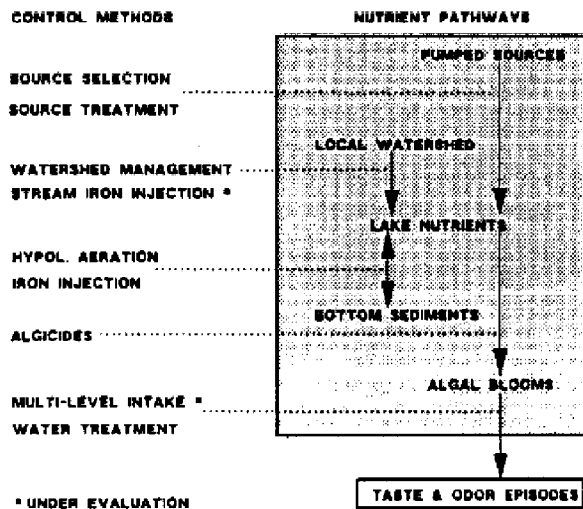 CONTROL METHODS
NUTRIENT PATHWAYS
PUMPED SOURCES
SOURCE SELECTION
SOURCE TREATMENT
LOCAL WATERSHED
WATERSHED MANAGEMENT
STREAM IRON INJECTION *
LAKE NUTRIENTS
HYPOL. AERATION
IRON INJECTION
BOTTOM SEDIMENTS
ALGICIDES
ALGAL BLOOMS
MULTI-LEVEL INTAKE *
WATER TREATMENT
TASTE & ODOR EPISODES
* UNDER EVALUATION